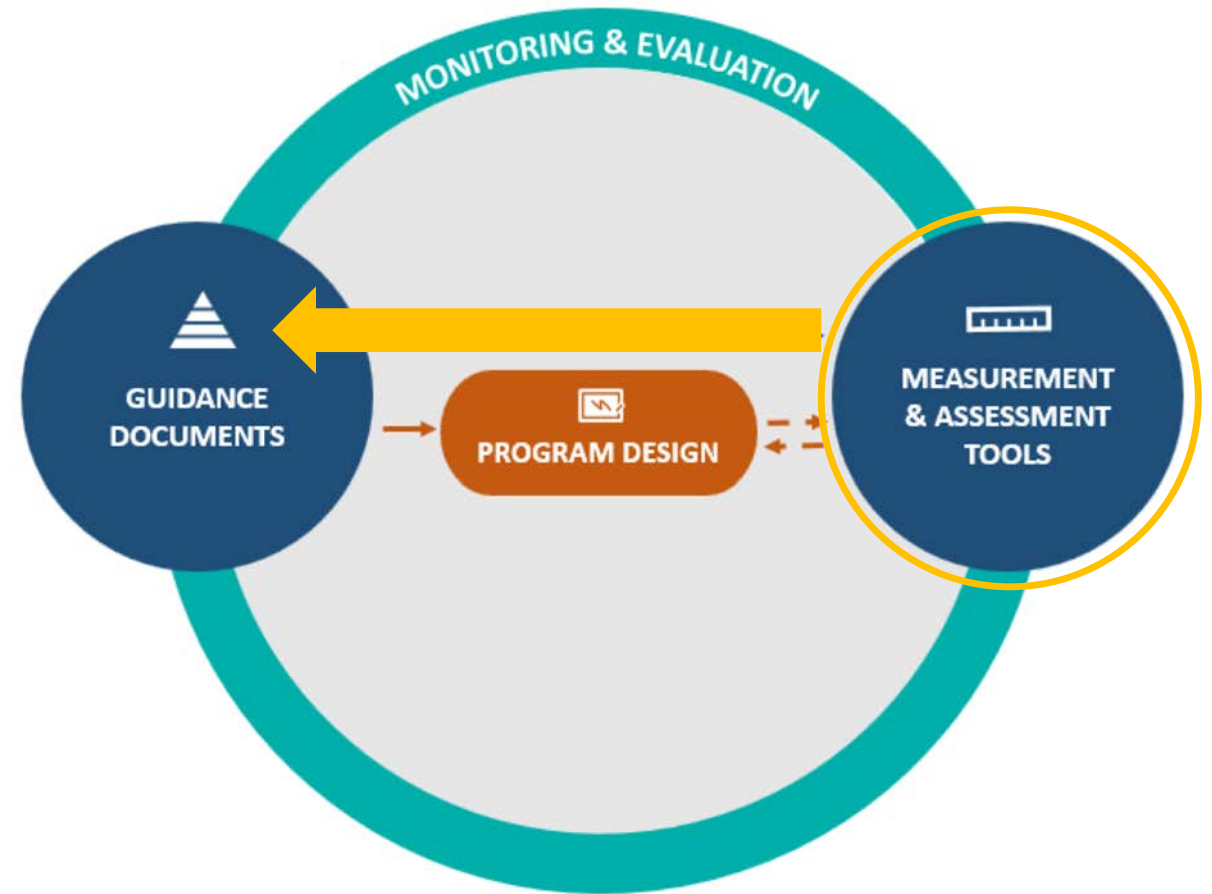 MONITORING & EVALUATION
GUIDANCE
DOCUMENTS
PROGRAM DESIGN
MEASUREMENT
& ASSESSMENT
TOOLS